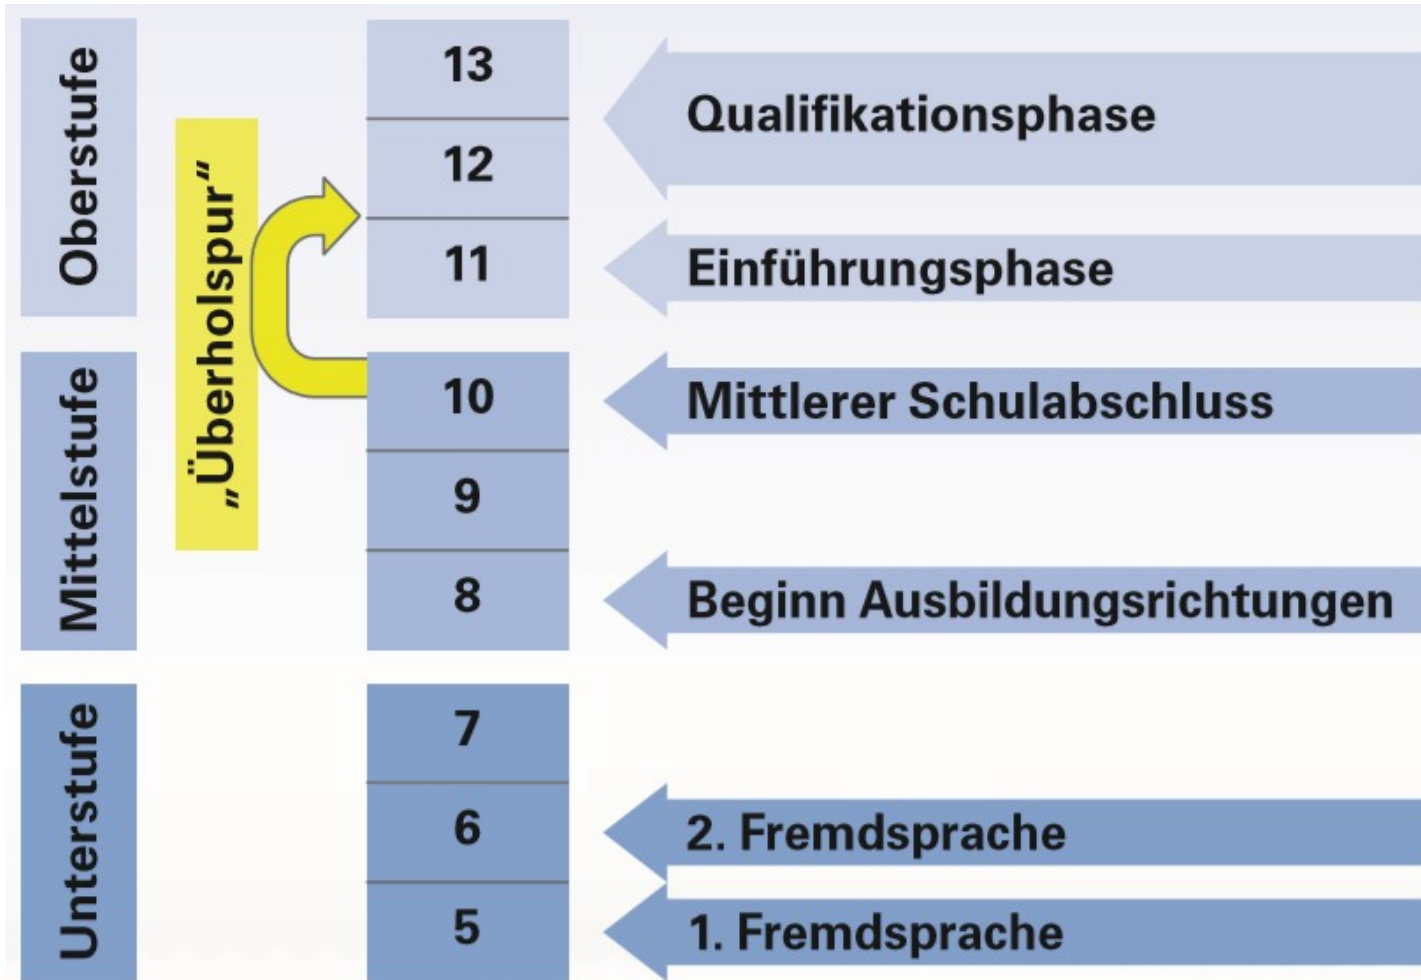 Oberstufe
„Überholspur“
13
Qualifikationsphase
12
11
Einführungsphase
Mittelstufe
10
Mittlerer Schulabschluss
9
8
Beginn Ausbildungsrichtungen
Unterstufe
7
6
2. Fremdsprache
5
1. Fremdsprache